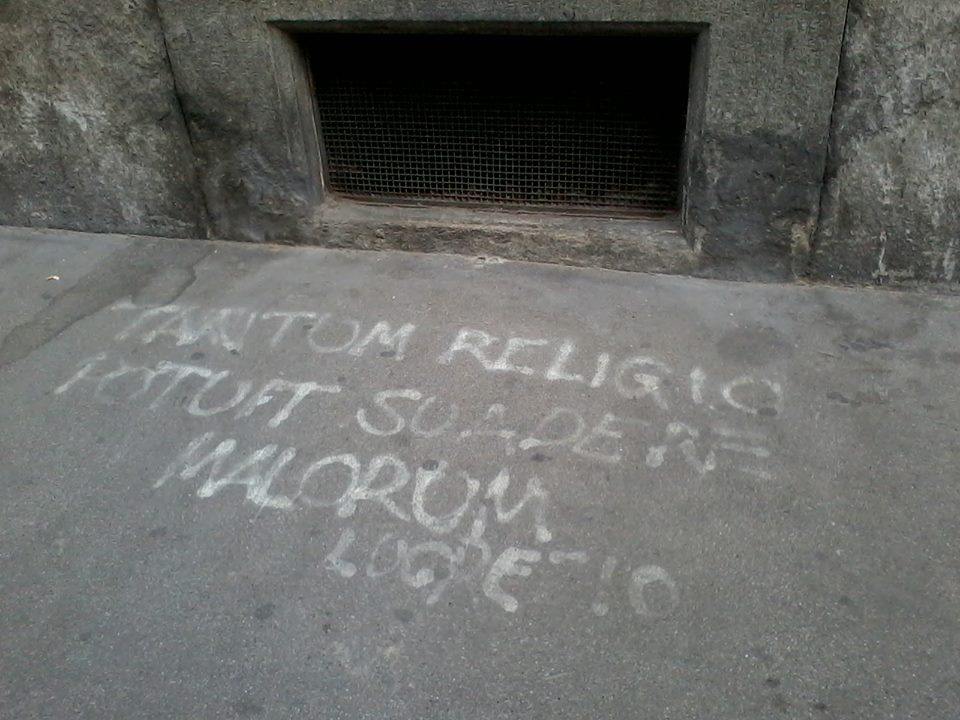 TANTUM RELIGIO
POTUIT SUADERE
MALORUM
LUCREZIO